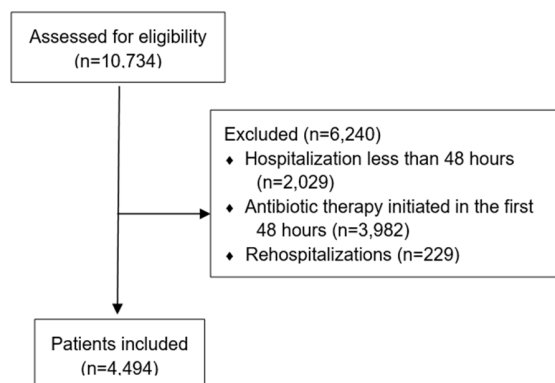 Assessed for eligibility
(n=10.734)
Excluded (n=6,240)
♦ Hospitalization less than 48 hours
(n=2,029)
♦ Antibiotic therapy initiated in the first
48 hours (n=3,982)
♦ Rehospitalizations (n=229)
Patients included
(n=4,494)